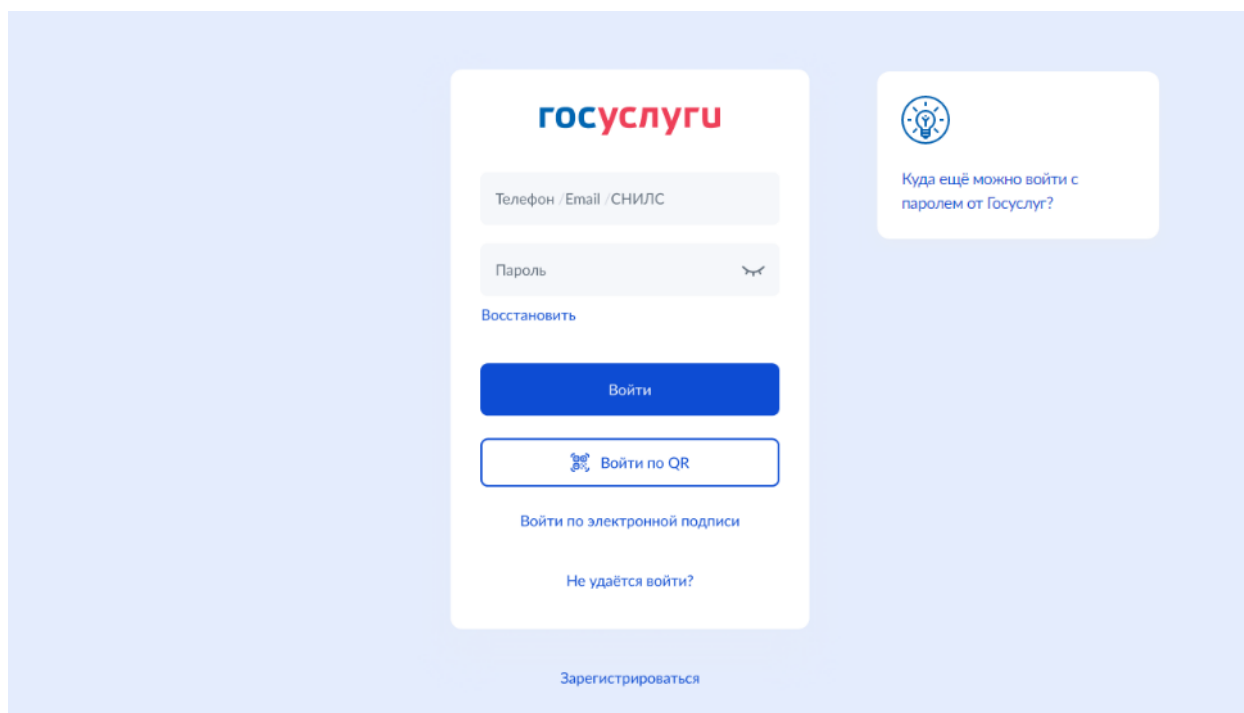 госуслуги
Телефон /Email /СНИЛС
Пароль
Восстановить
Войти
Войти по QR
Войти по электронной подписи
Не удаётся войти?
Зарегистрироваться
Куда ещё можно войти с
паролем от Госуслуг?